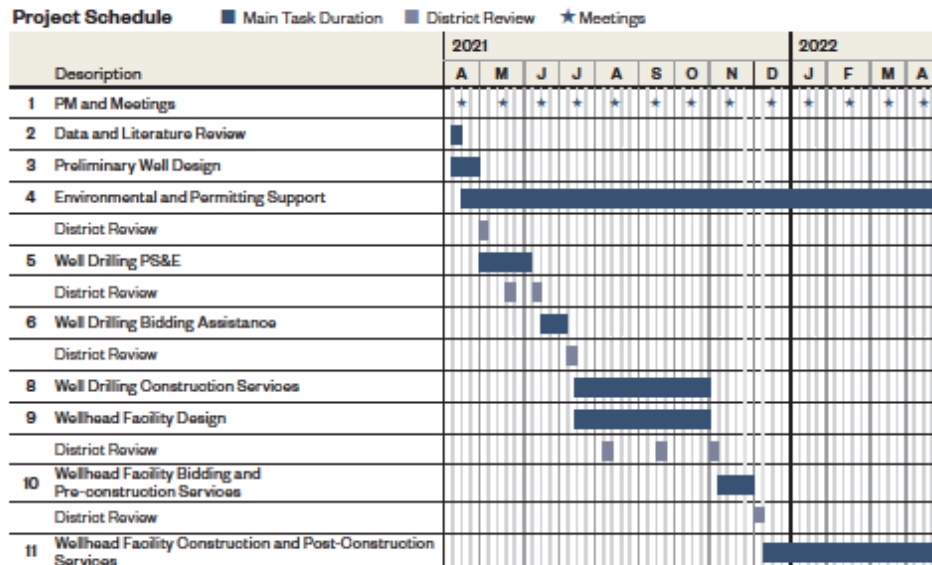 Project Schedule Main Task Duration District Review Meetings
2021 2022
Description A M J J A S O N D J F M A
1 PM and Meetings
2 Data and Literature Review
3 Preliminary Well Design
4 Environmental and Permitting Support
District Review
5 Well Drilling PS&E
District Review
6 Well Drilling Bidding Assistance
District Review
8 Well Drilling Construction Services
9 Wellhead Facility Design
District Review
10 Wellhead Facility Bidding and
Pre-construction Services
District Review
11 Wellhead Facility Construction and Post-Construction
Services